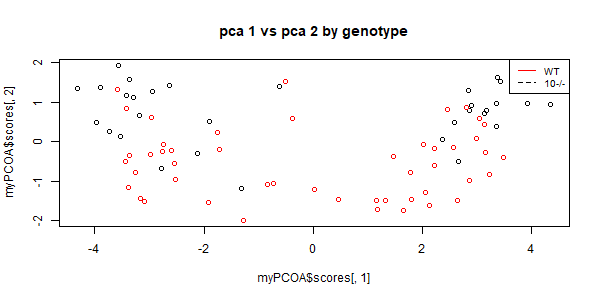 pca 1 vs pca 2 by genotype
myPCOA$scores[, 2]
2
1
0
-1
-2
WT
10-/-
-4
-2
0
2
4
myPCOA$scores[, 1]